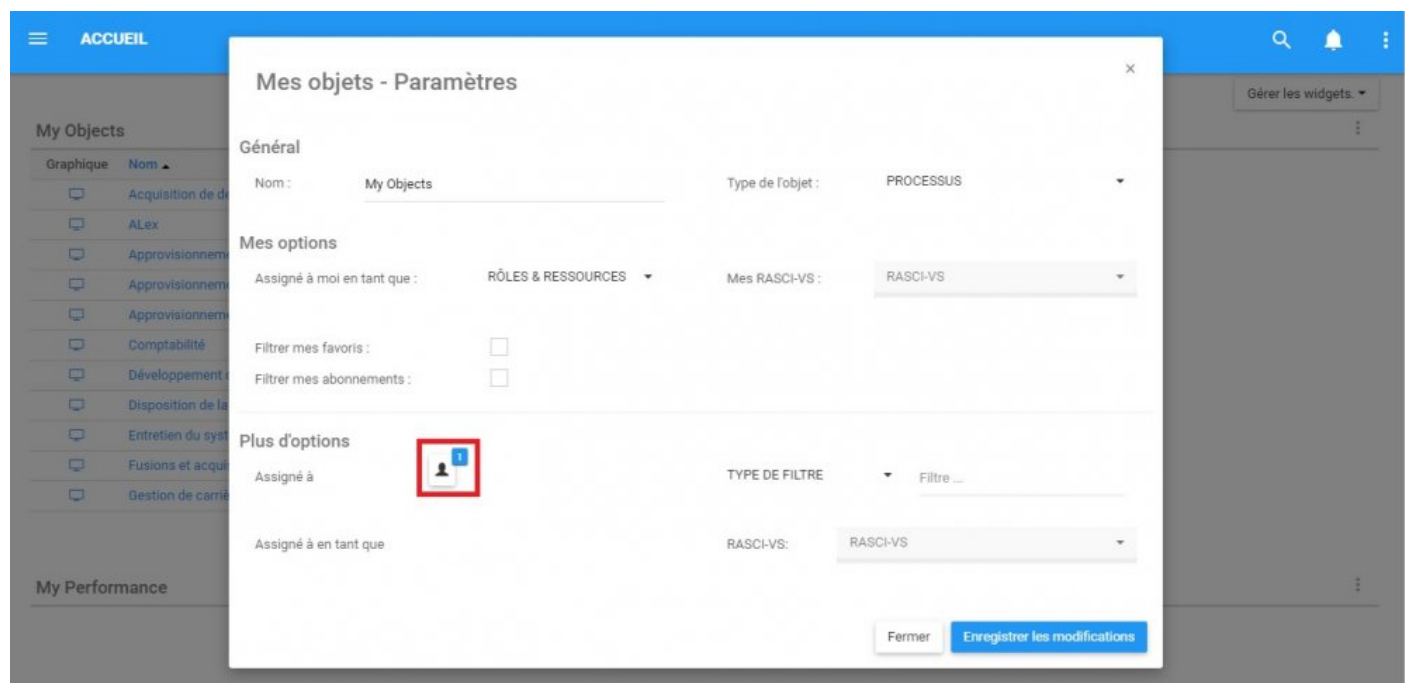 ACCUEIL
Mes objets - Paramètres
×
Gérer les widgets.
My Objects
Général
Graphique Nom
Nom : My Objects Type de l'objet : PROCESSUS
Acquisition de
ALex
Mes options
Approvisionnem
Assigné à moi en tant que : RÔLES & RESSOURCES Mes RASCI-VS : RASCI-VS
Approvisionnem
Approvisionnem
Comptabilité
Filtrer mes favoris :
Développement
Filtrer mes abonnements :
Disposition de la
Entretien du syst
Plus d'options
1
Fusions et acqui
Assigné à TYPE DE FILTRE Filtre ...
Gestion de carriè
Assigné à en tant que RASCI-VS: RASCI-VS
My Performance
Fermer Enregistrer les modifications